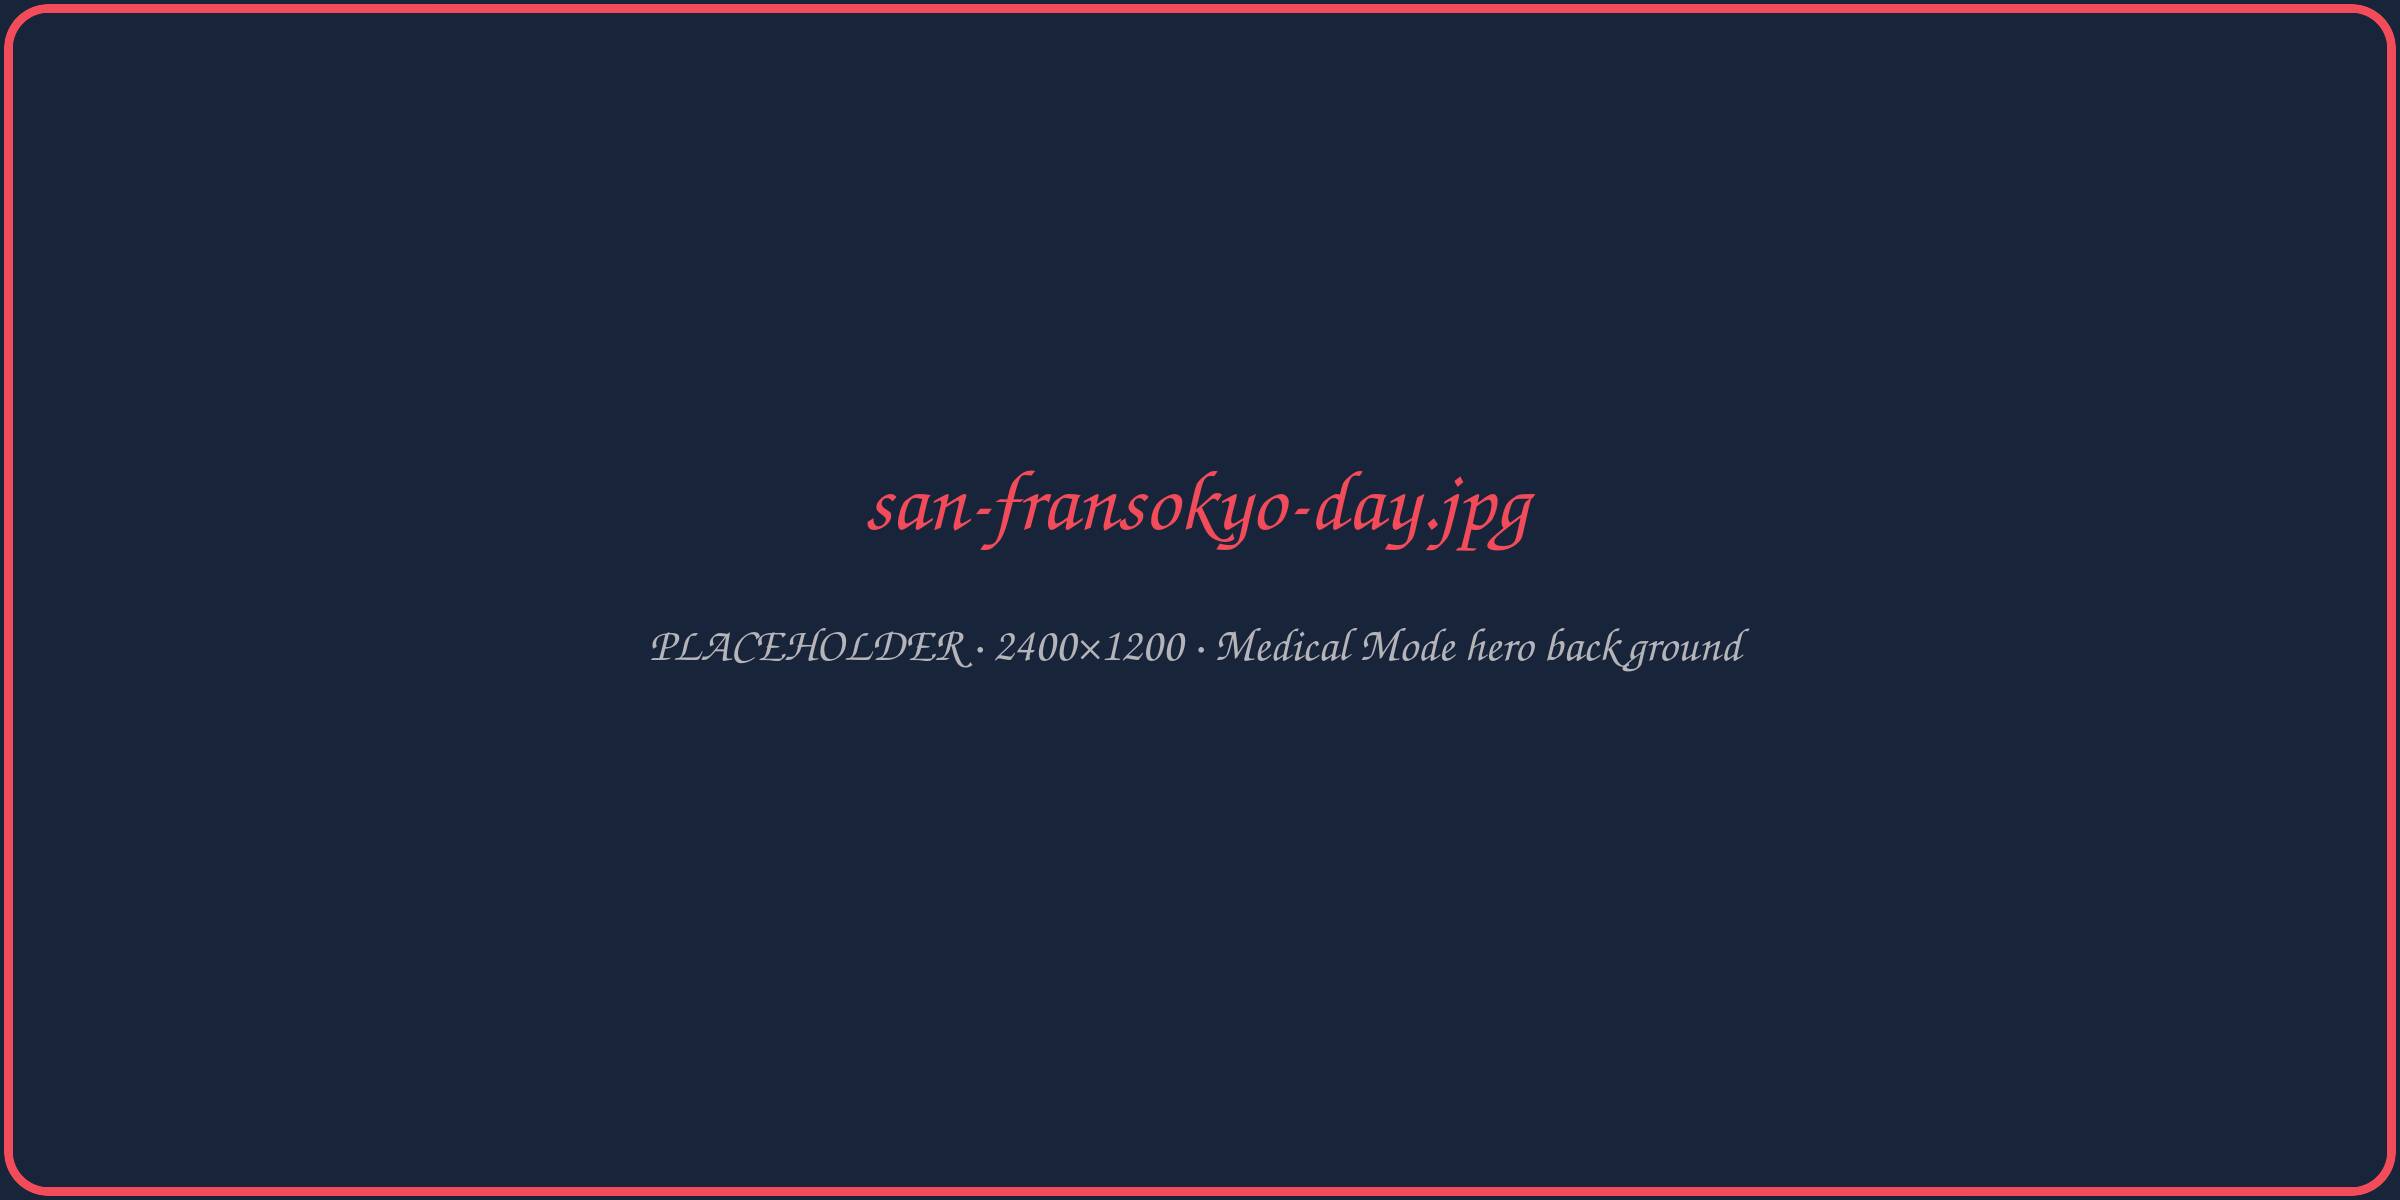 san-fransokyo-day.jpg
PLACEHOLDER · 2400×1200 · Medical Mode hero background